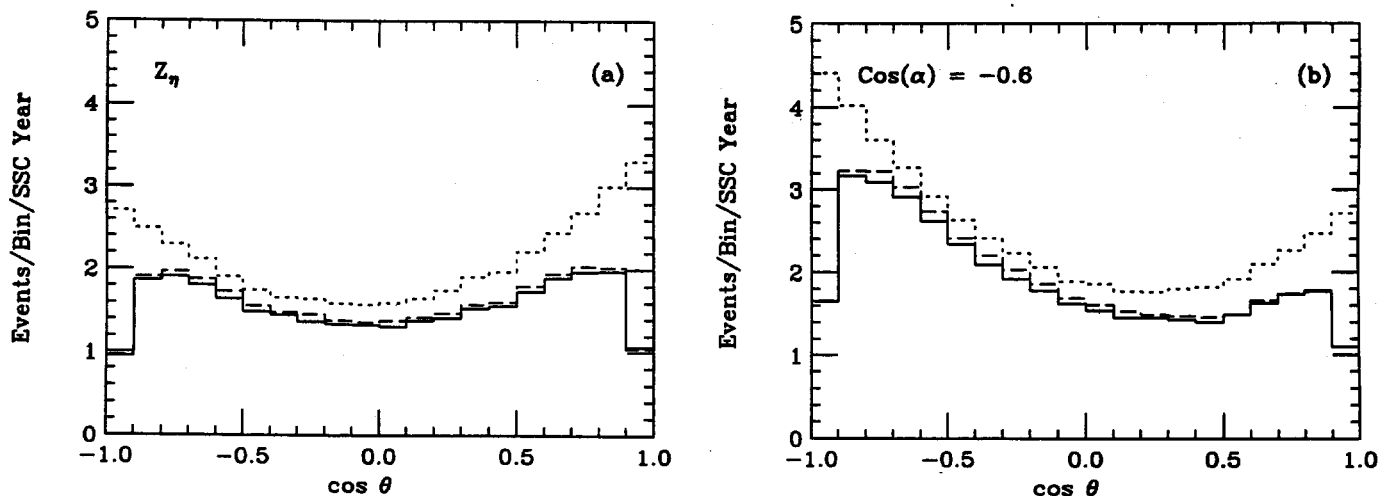 Z_η
(a)
Events/Bin/SSC Year
5
4
3
2
1
0
−1.0
−0.5
0.0
0.5
1.0
cos θ
Cos(α) = −0.6
(b)
Events/Bin/SSC Year
5
4
3
2
1
0
−1.0
−0.5
0.0
0.5
1.0
cos θ